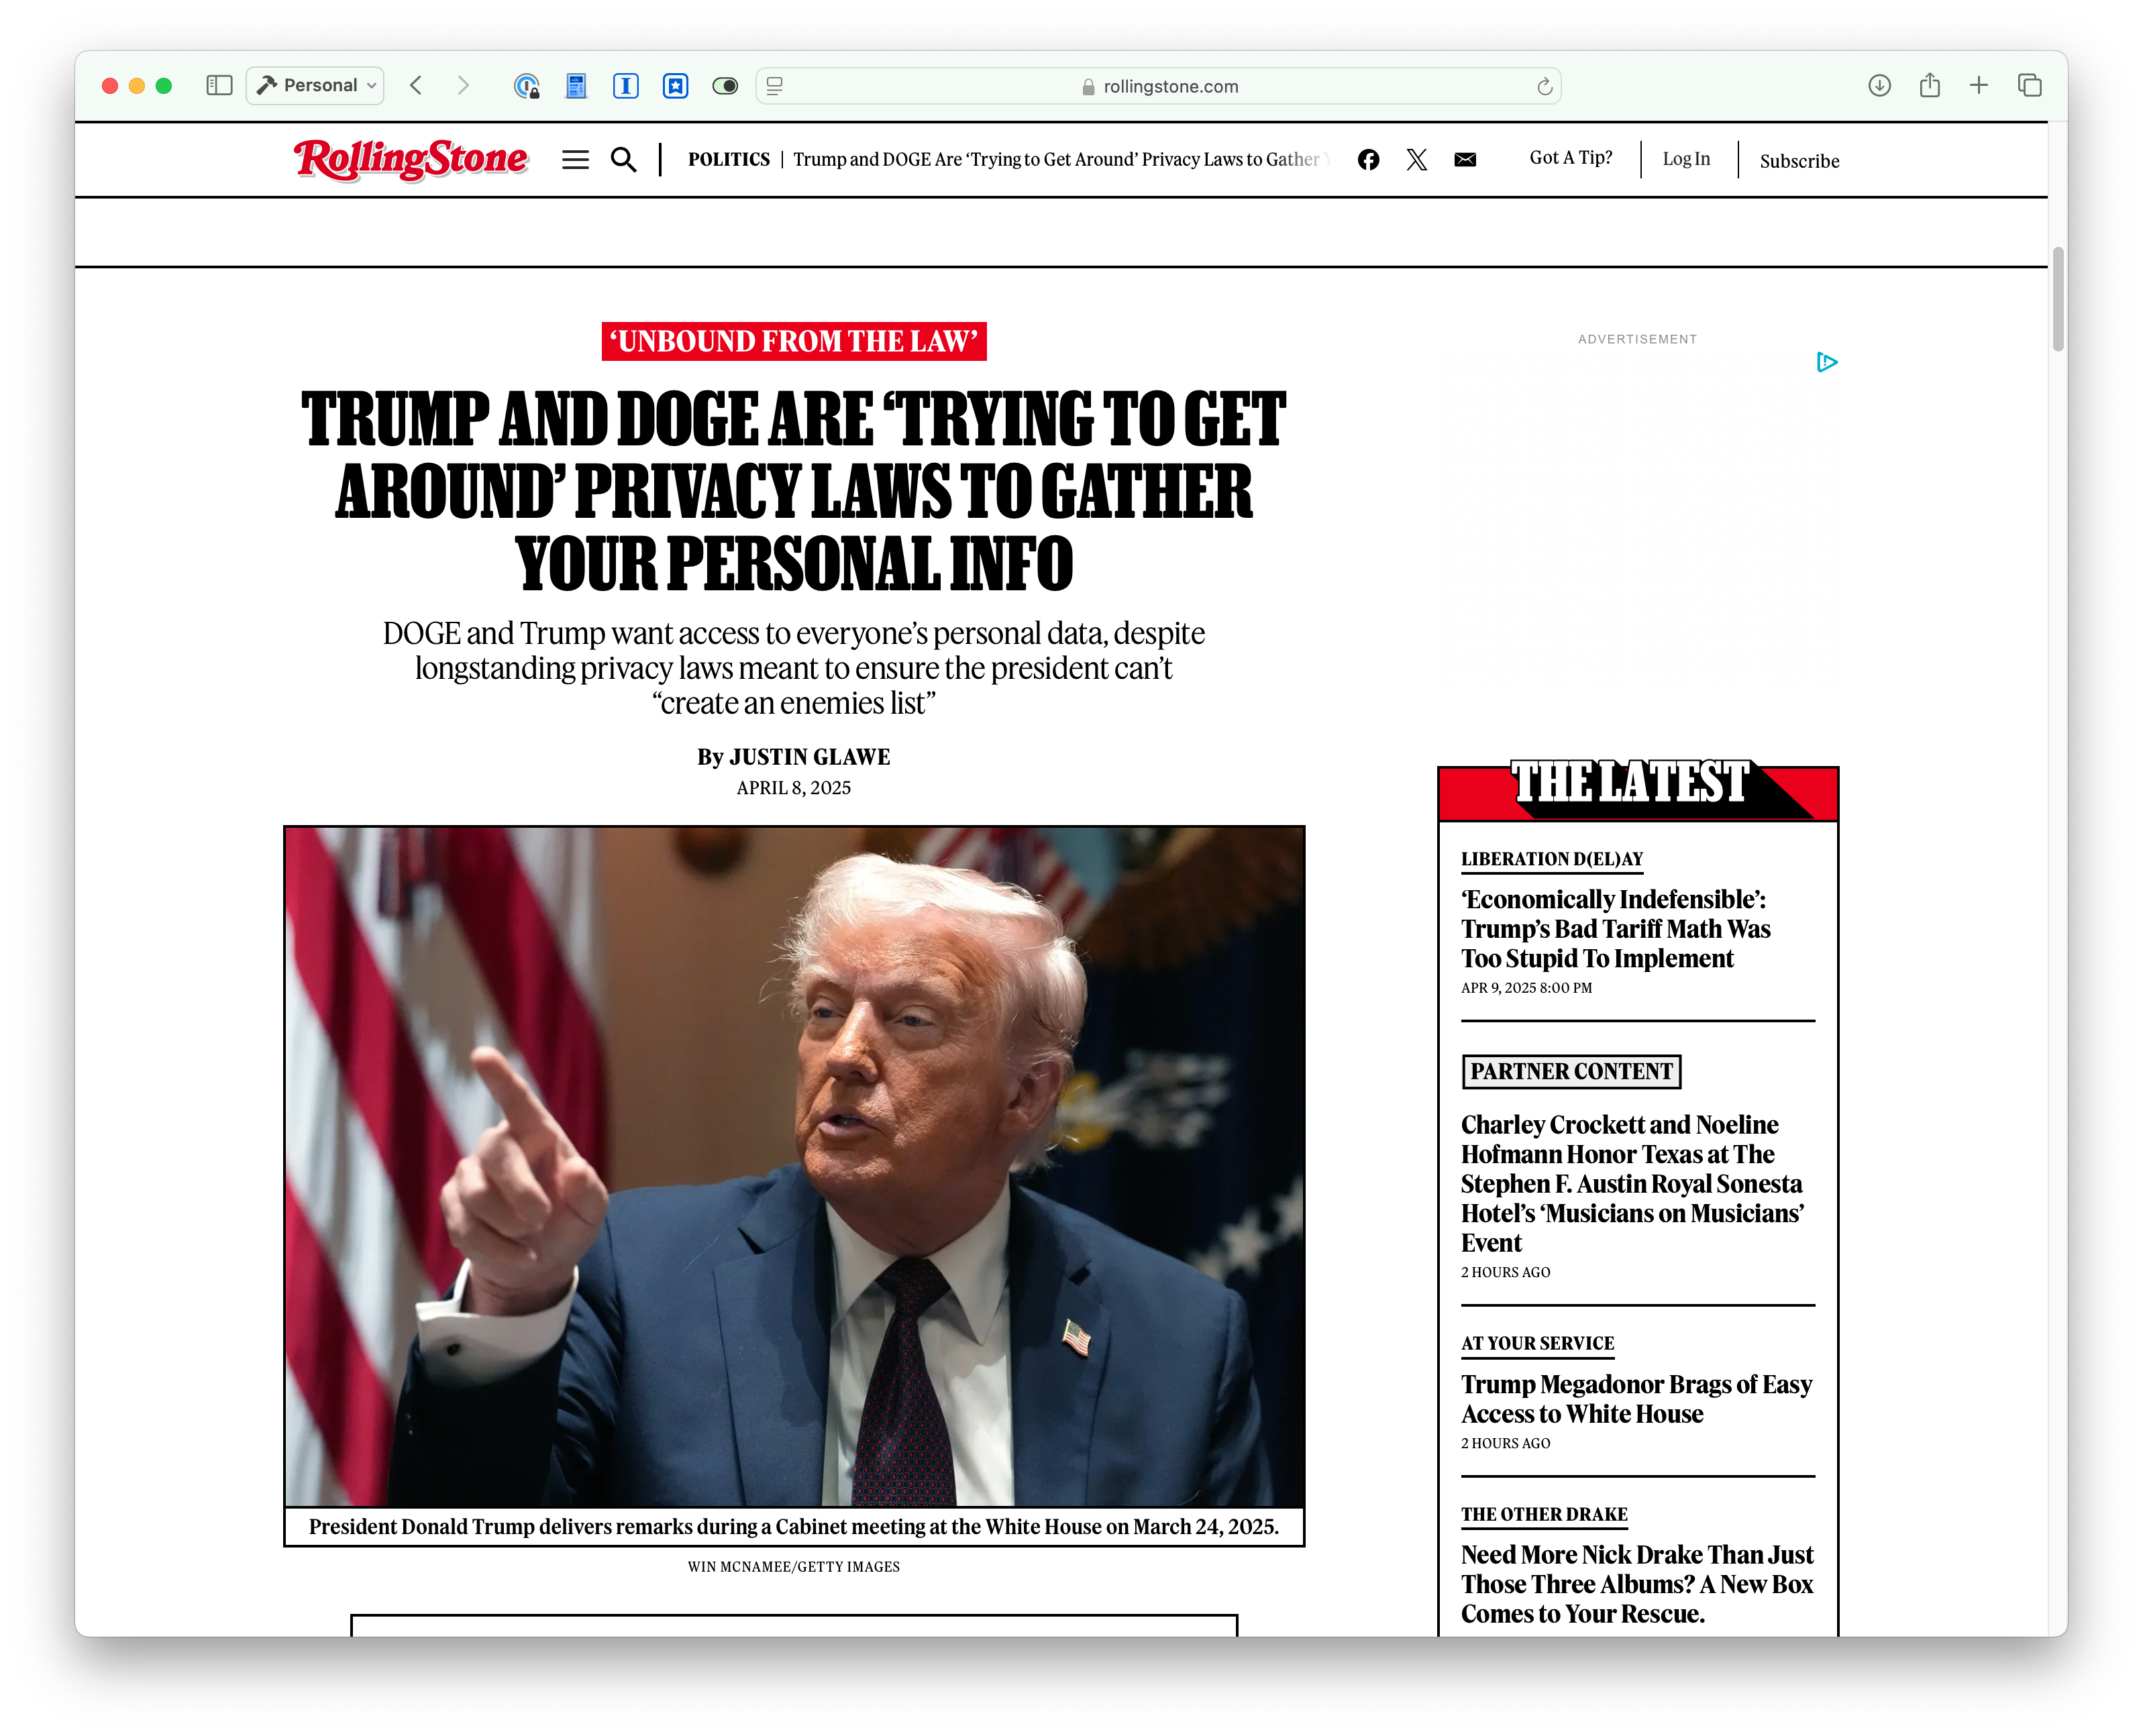 Personal
rollingstone.com
RollingStone
POLITICS | Trump and DOGE Are ‘Trying to Get Around’ Privacy Laws to Gather
Got A Tip?
Log In
Subscribe
‘UNBOUND FROM THE LAW’
TRUMP AND DOGE ARE ‘TRYING TO GET
AROUND’ PRIVACY LAWS TO GATHER
YOUR PERSONAL INFO
DOGE and Trump want access to everyone’s personal data, despite
longstanding privacy laws meant to ensure the president can’t
“create an enemies list”
By JUSTIN GLAWE
APRIL 8, 2025
President Donald Trump delivers remarks during a Cabinet meeting at the White House on March 24, 2025.
WIN MCNAMEE/GETTY IMAGES
ADVERTISEMENT
THE LATEST
LIBERATION D(EL)AY
‘Economically Indefensible’:
Trump’s Bad Tariff Math Was
Too Stupid To Implement
APR 9, 2025 8:00 PM
PARTNER CONTENT
Charley Crockett and Noeline
Hofmann Honor Texas at The
Stephen F. Austin Royal Sonesta
Hotel’s ‘Musicians on Musicians’
Event
2 HOURS AGO
AT YOUR SERVICE
Trump Megadonor Brags of Easy
Access to White House
2 HOURS AGO
THE OTHER DRAKE
Need More Nick Drake Than Just
Those Three Albums? A New Box
Comes to Your Rescue.